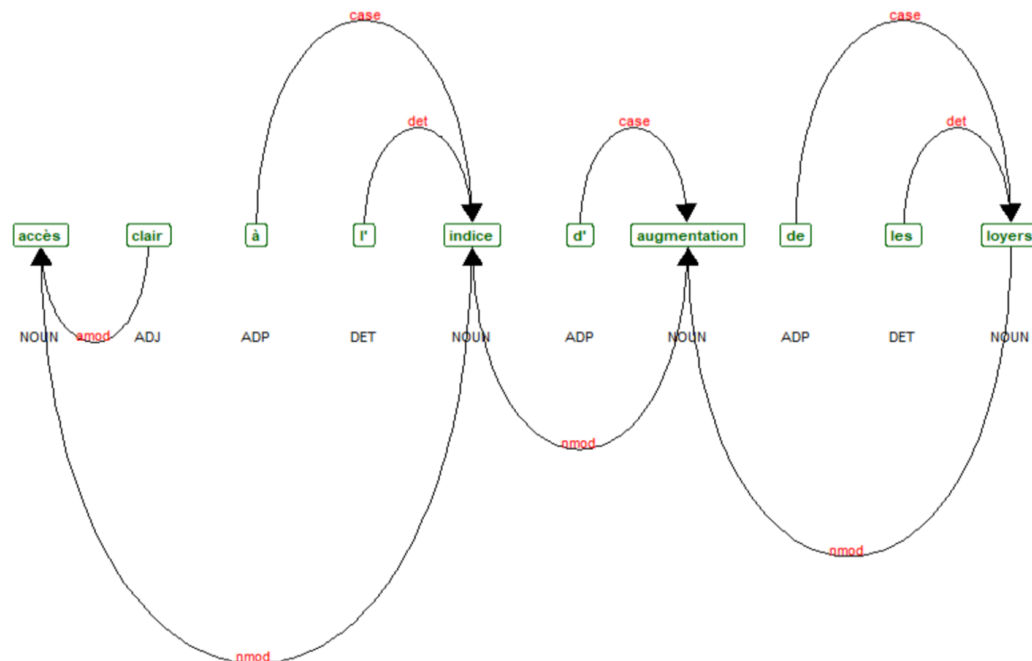 case case
det case det
accès clair à l' indice d' augmentation de les loyers
NOUN amod ADJ ADP DET NOUN ADP NOUN ADP DET NOUN
nmod
nmod
nmod